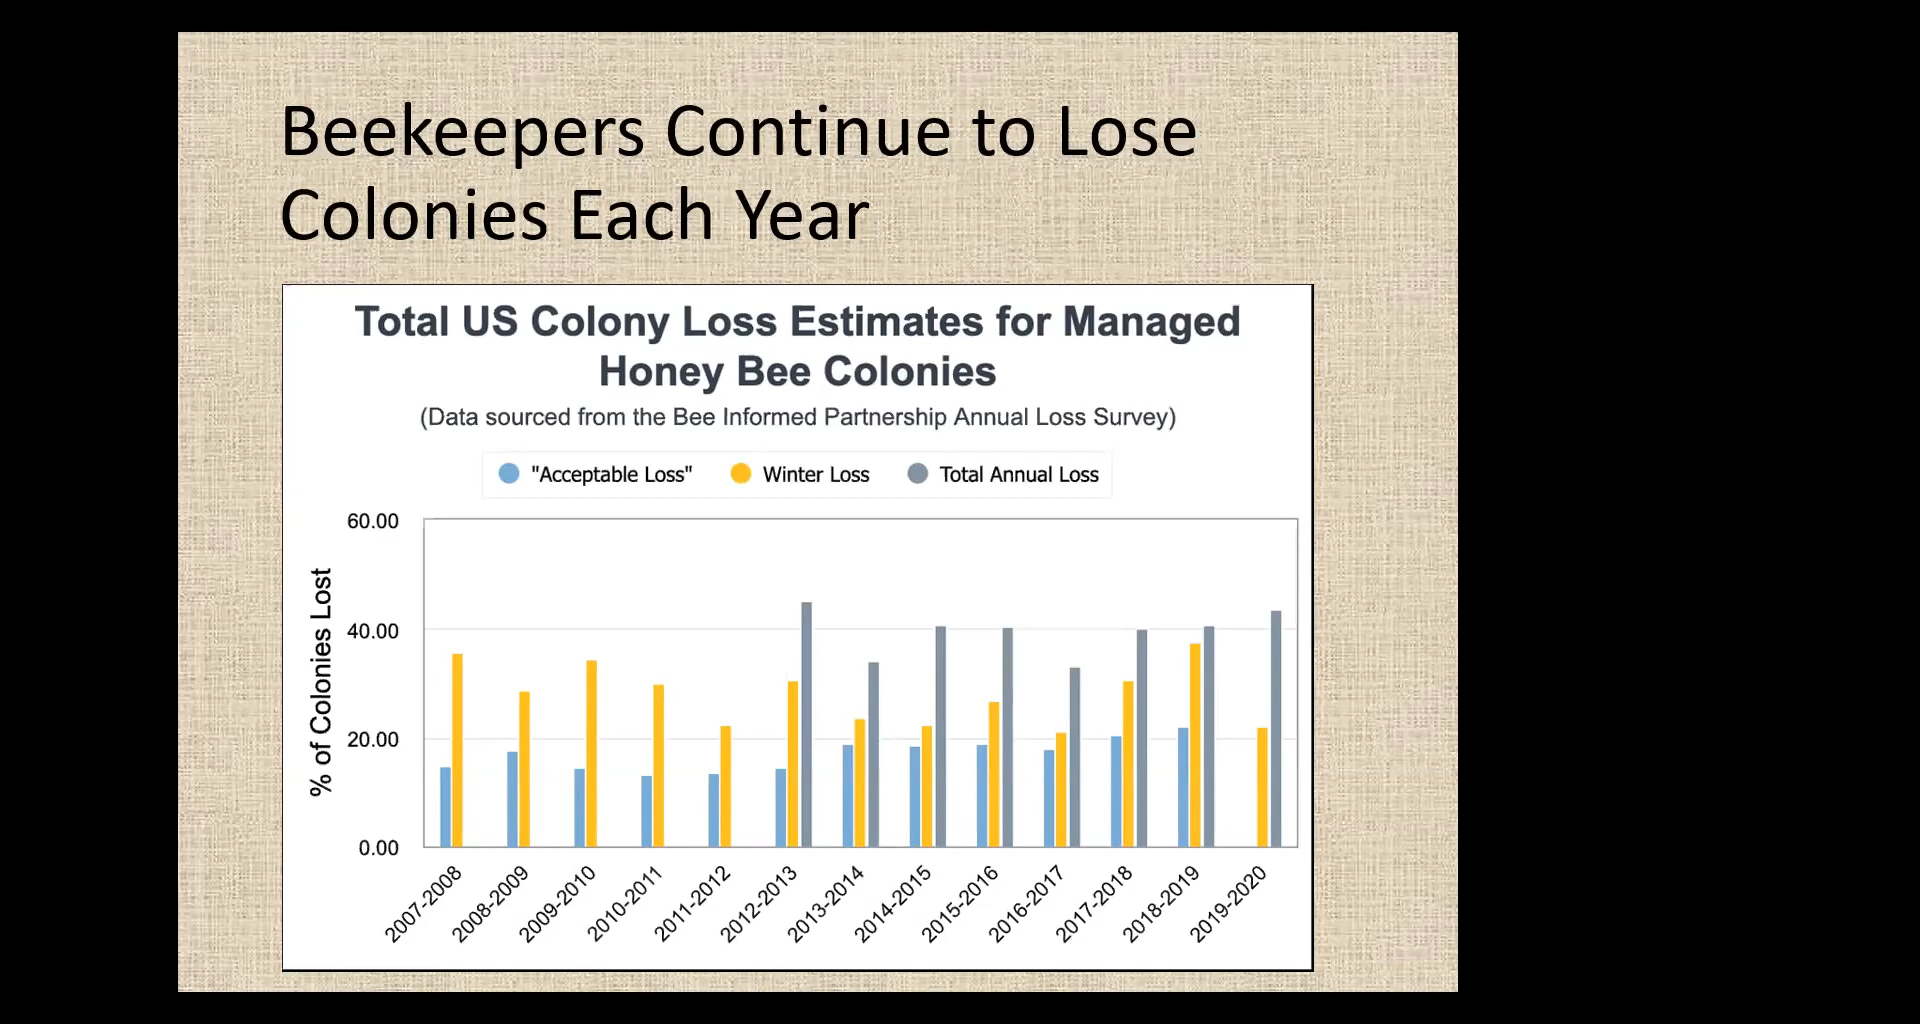 Beekeepers Continue to Lose
Colonies Each Year
Total US Colony Loss Estimates for Managed
Honey Bee Colonies
(Data sourced from the Bee Informed Partnership Annual Loss Survey)
"Acceptable Loss" Winter Loss Total Annual Loss
% of Colonies Lost
60.00
40.00
20.00
0.00
2007-2008 2008-2009 2009-2010 2010-2011 2011-2012 2012-2013 2013-2014 2014-2015 2015-2016 2016-2017 2017-2018 2018-2019 2019-2020